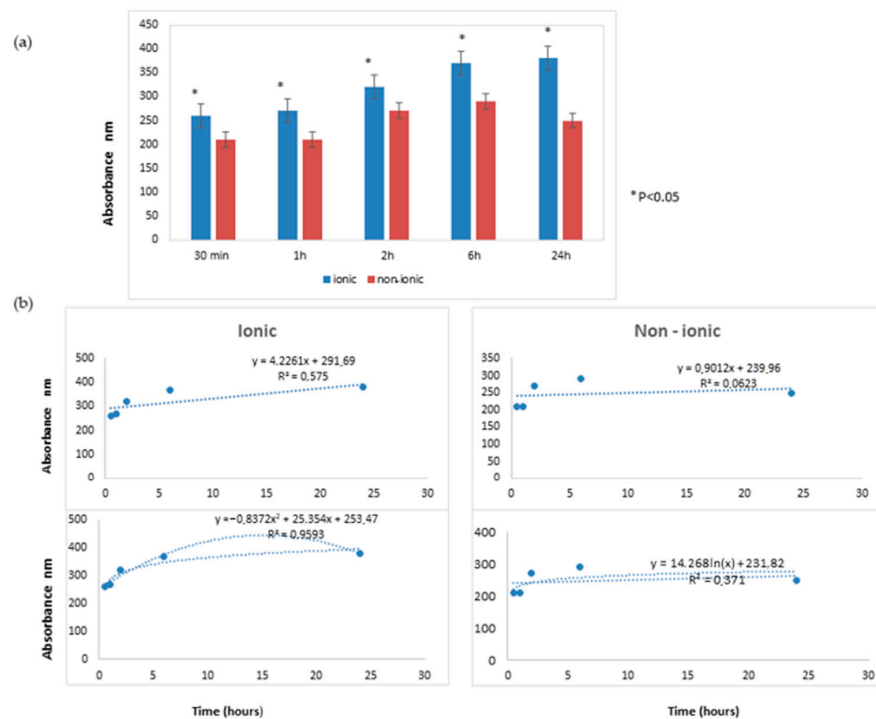 (a)
450
400
350
300
250
200
150
100
50
0
Absorbance nm
* * * * *
30 min 1h 2h 6h 24h
ionic non-ionic
*P<0.05
(b)
Ionic
500
400
300
200
100
0
Absorbance nm
y = 4.2261x + 291,69
R² = 0,575
0 5 10 15 20 25 30
Non - ionic
350
300
250
200
150
100
50
0
y = 0,9012x + 239,96
R² = 0,0623
0 5 10 15 20 25 30
500
400
300
200
100
0
Absorbance nm
y =−0,8372x² + 25,354x + 253,47
R² = 0,9593
0 5 10 15 20 25 30
Time (hours)
400
300
200
100
0
y = 14.268ln(x) + 231,82
R² = 0,371
0 5 10 15 20 25 30
Time (hours)